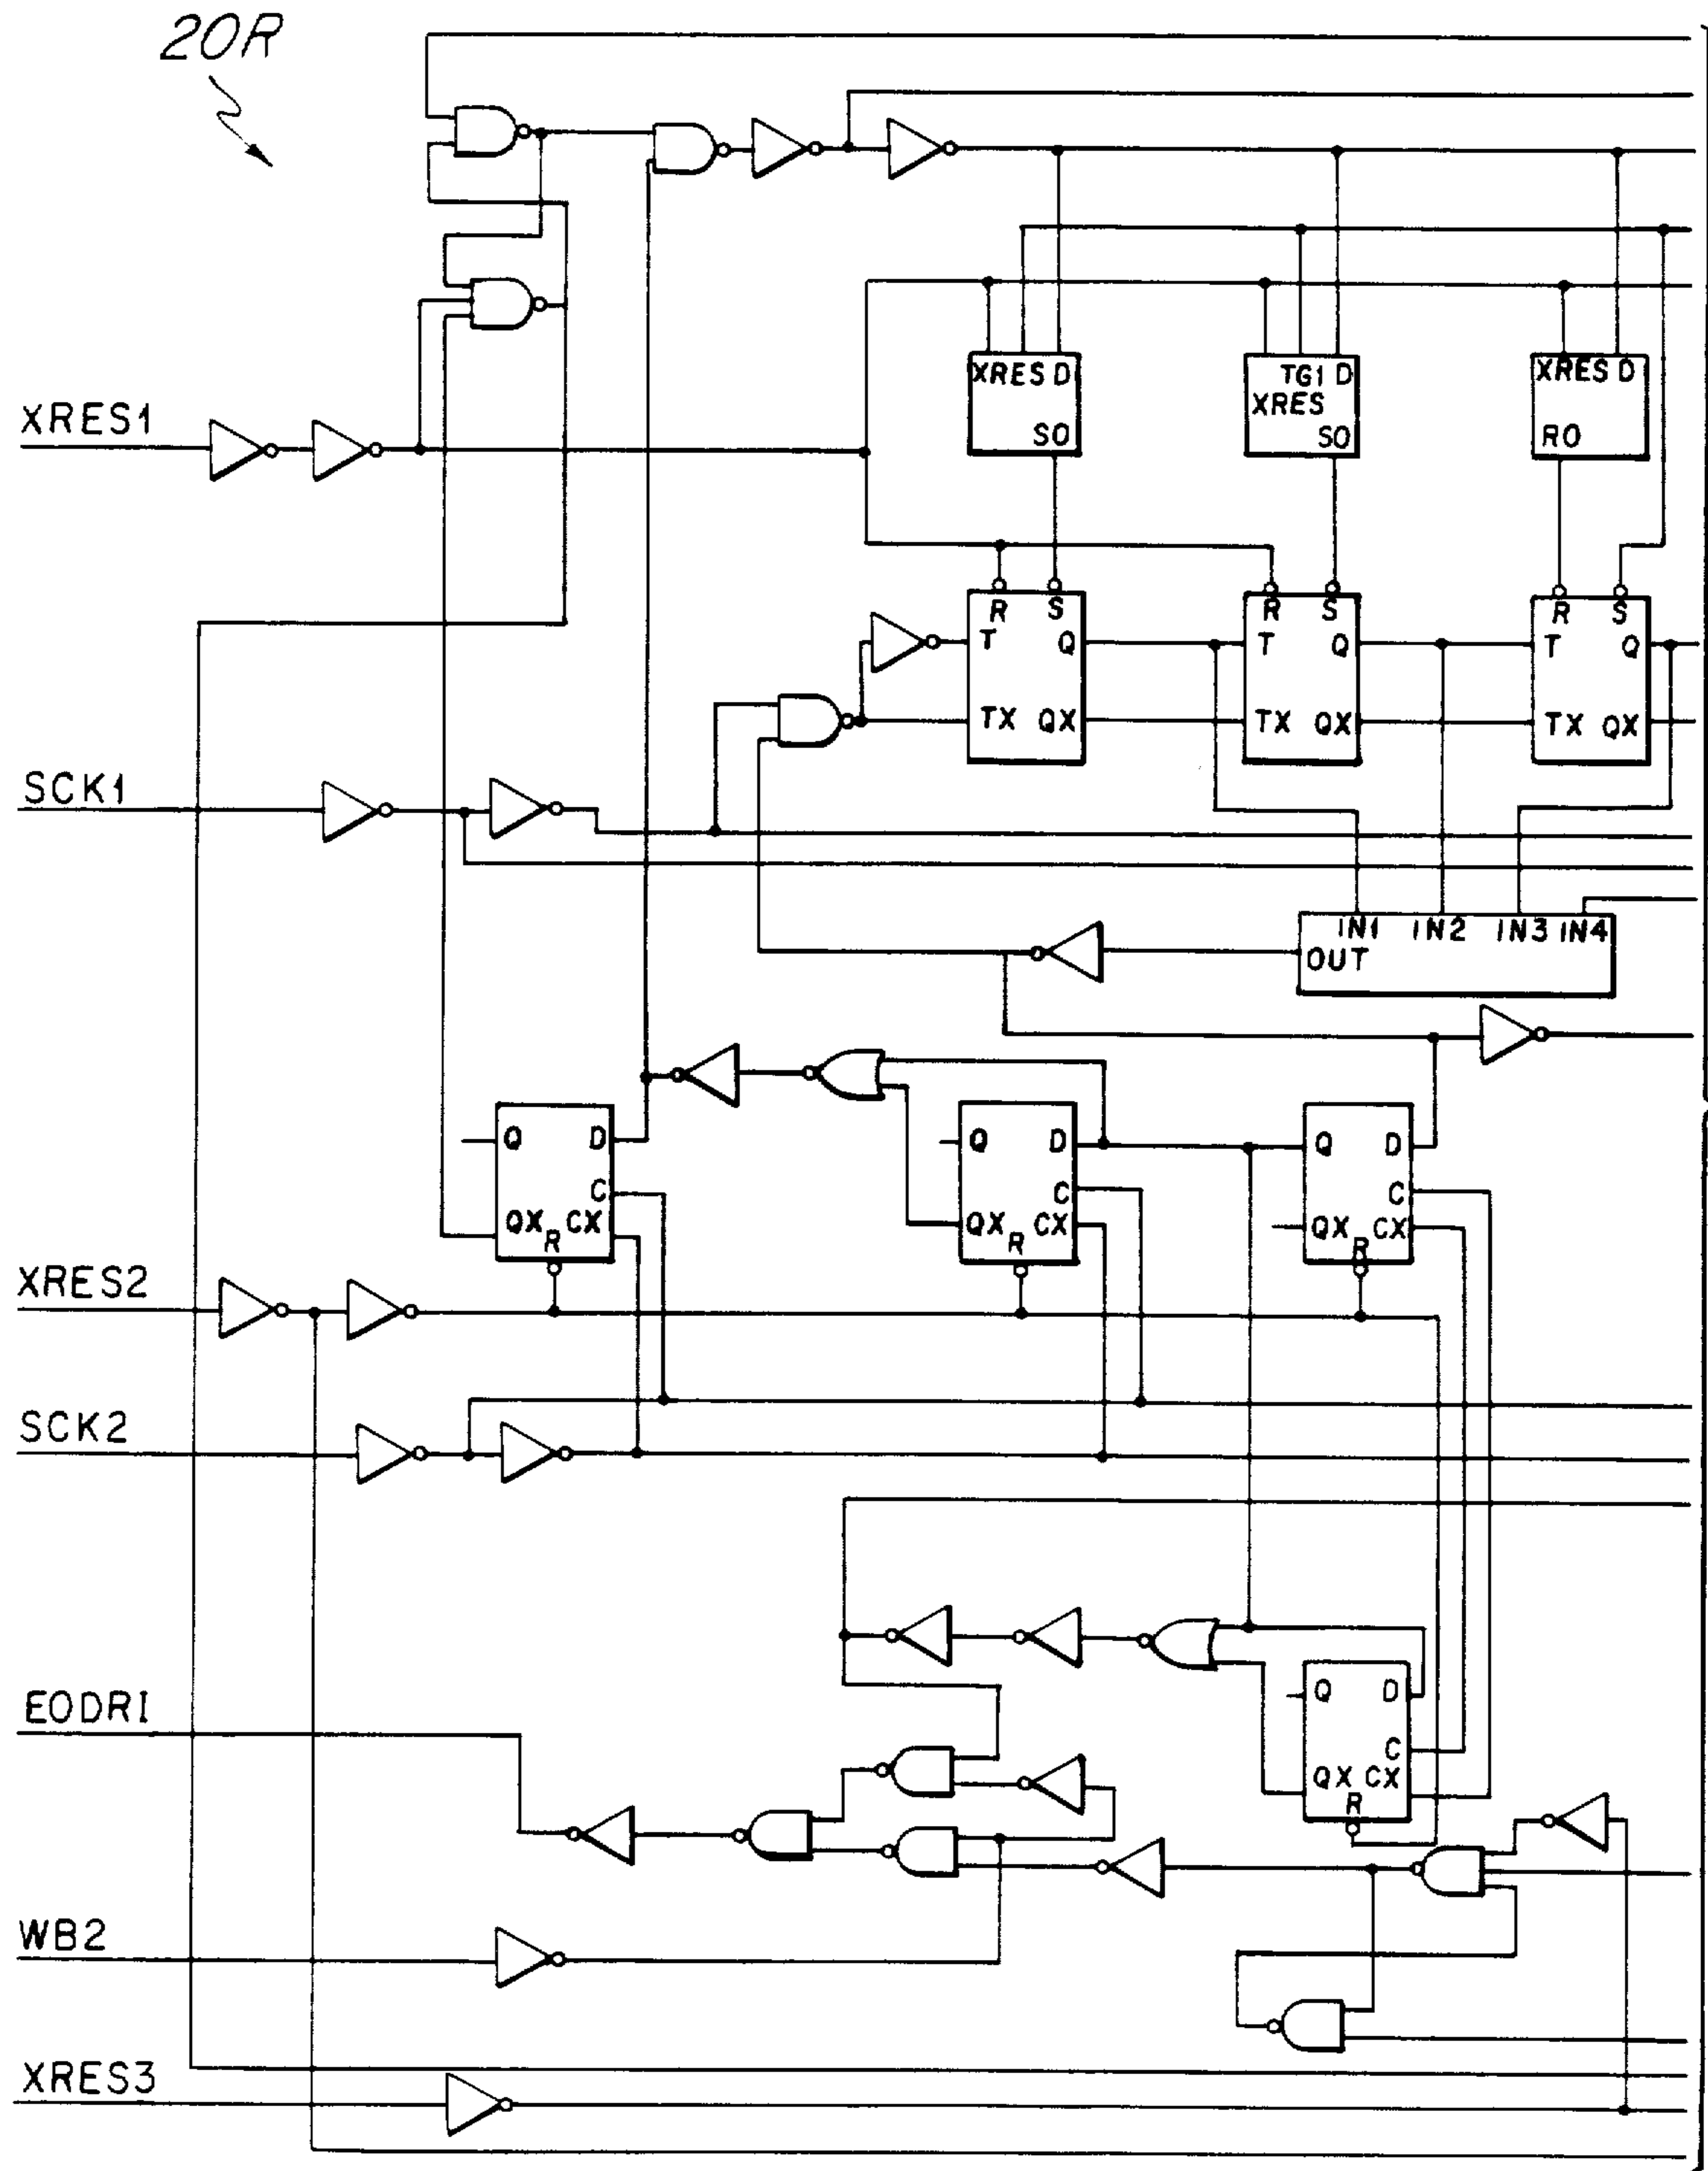 20R
XRES D
SO
TG1 D
XRES
SO
XRES D
RO
XRES1
R S
T Q
TX QX
R S
T Q
TX QX
R S
T Q
TX QX
SCK1
IN1 IN2 IN3 IN4
OUT
Q D
C
QX CX
R
Q D
C
QX CX
R
Q D
C
QX CX
R
XRES2
SCK2
EODRI
Q D
C
QX CX
R
WB2
XRES3